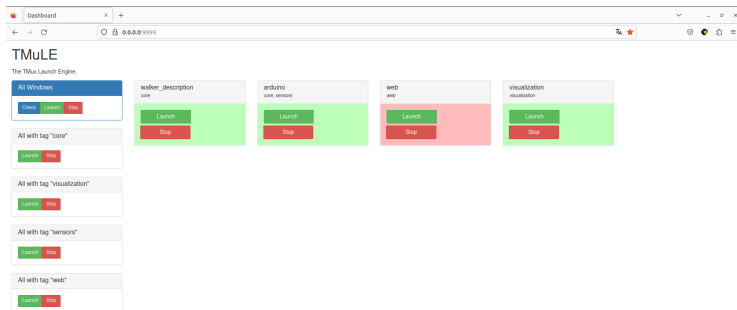 Dashboard
0.0.0.0:9999
TMuLE
The TMux Launch Engine.
All Windows
Check Launch Stop
All with tag "core"
Launch Stop
All with tag "visualization"
Launch Stop
All with tag "sensors"
Launch Stop
All with tag "web"
Launch Stop
walker_description
core
Launch
Stop
arduino
core, sensors
Launch
Stop
web
web
Launch
Stop
visualization
visualization
Launch
Stop